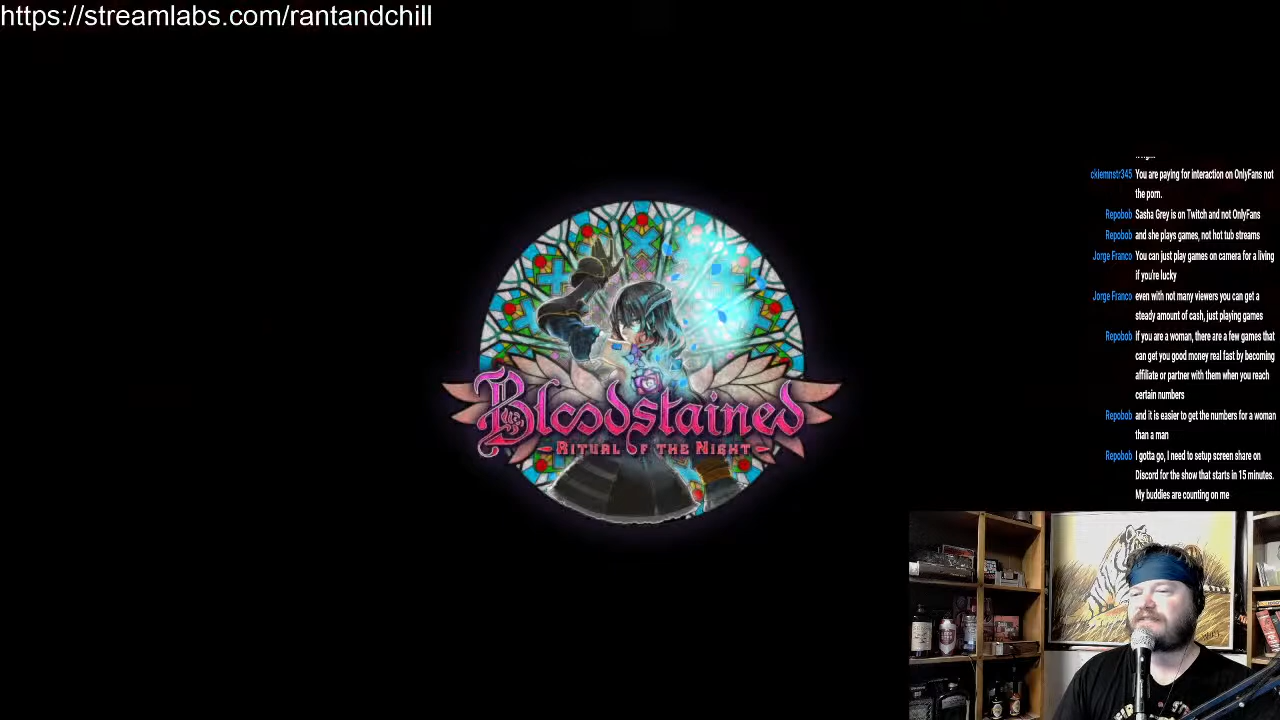 https://streamlabs.com/rantandchill
ckiemnstr345 You are paying for interaction on OnlyFans not
the porn.
Repobob Sasha Grey is on Twitch and not OnlyFans
Repobob and she plays games, not hot tub streams
Jorge Franco You can just play games on camera for a living
if you're lucky
Jorge Franco even with not many viewers you can get a
steady amount of cash, just playing games
Repobob if you are a woman, there are a few games that
can get you good money real fast by becoming
affiliate or partner with them when you reach
certain numbers
Repobob and it is easier to get the numbers for a woman
than a man
Repobob I gotta go, I need to setup screen share on
Discord for the show that starts in 15 minutes.
My buddies are counting on me
Bloodstained
RITUAL OF THE NIGHT